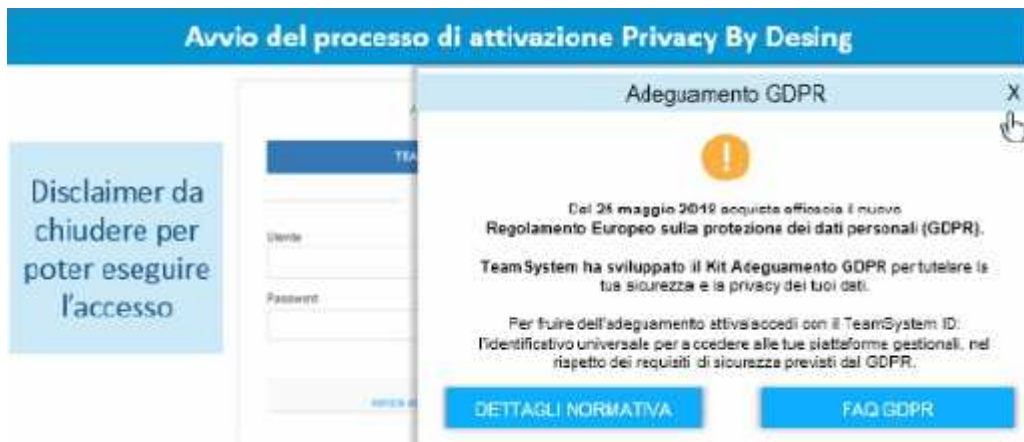 Avvio del processo di attivazione Privacy By Desing
Disclaimer da
chiudere per
poter eseguire
l'accesso
TEA
Utente
Password
Adeguamento GDPR X
!
Dal 25 maggio 2018 acquista efficacia il nuovo
Regolamento Europeo sulla protezione dei dati personali (GDPR).
TeamSystem ha sviluppato il Kit Adeguamento GDPR per tutelare la
tua sicurezza e la privacy dei tuoi dati.
Per fruire dell'adeguamento attiva/accedi con il TeamSystem ID:
l'identificativo universale per accedere alle tue piattaforme gestionali, nel
rispetto dei requisiti di sicurezza previsti dal GDPR.
DETTAGLI NORMATIVA
FAQ GDPR